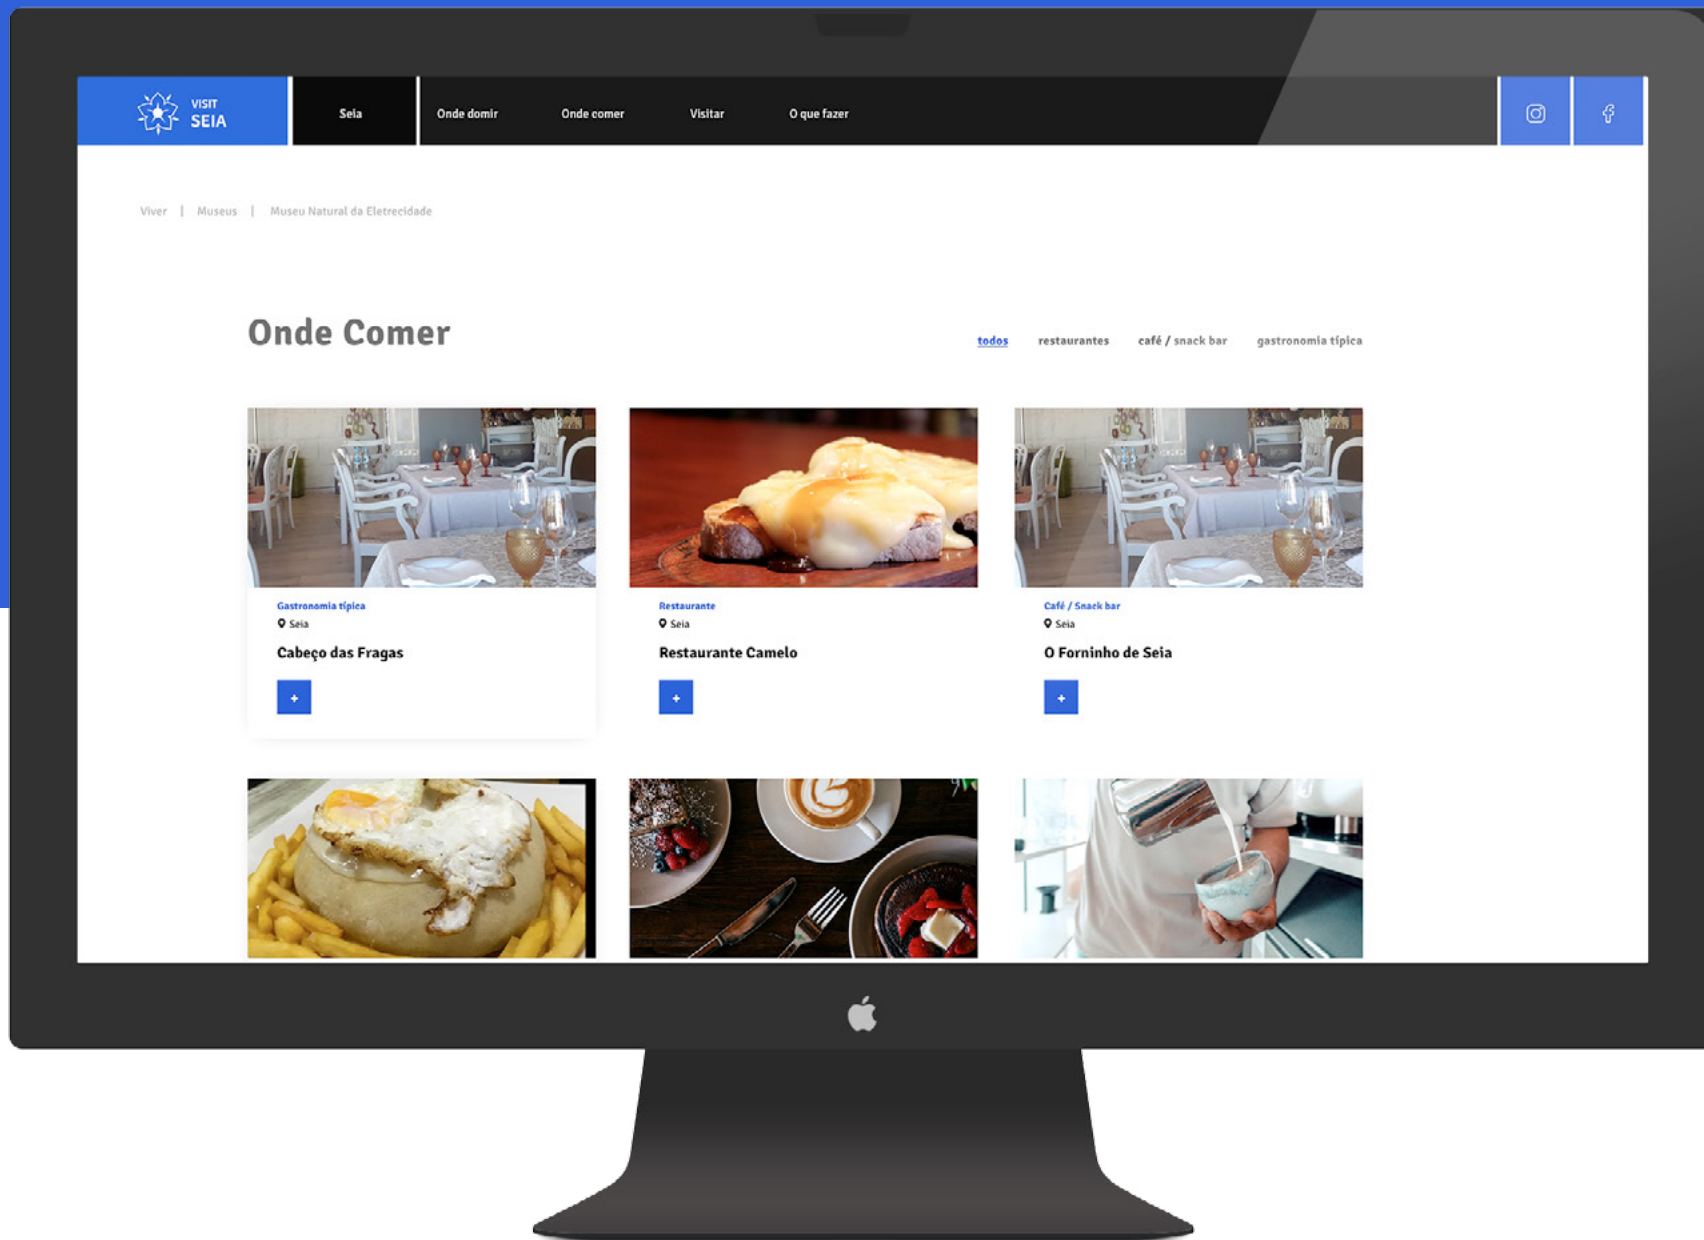 VISIT
SEIA
Seia
Onde domir
Onde comer
Visitar
O que fazer
Viver | Museus | Museu Natural da Eletrecidade
Onde Comer
todos
restaurantes
café / snack bar
gastronomia típica
Gastronomia típica
Seia
Cabeço das Fragas
+
Restaurante
Seia
Restaurante Camelo
+
Café / Snack bar
Seia
O Forninho de Seia
+